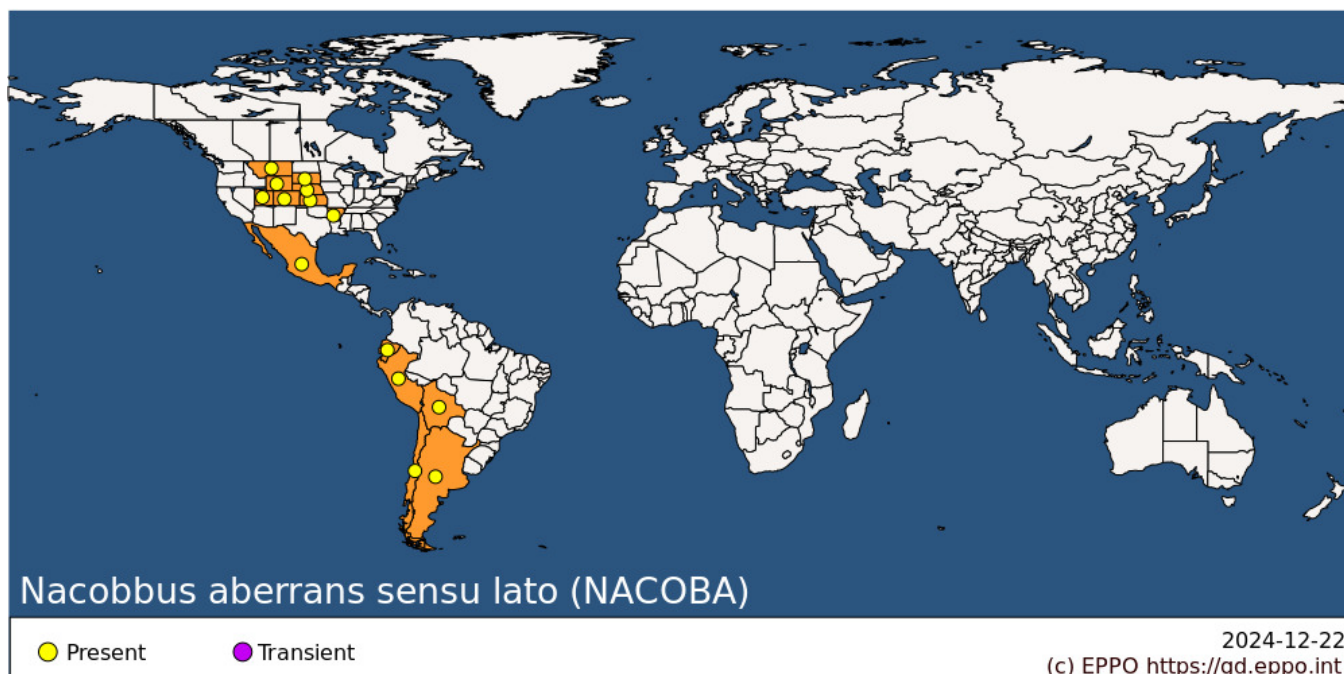 Nacobbus aberrans sensu lato (NACOBA)
Present
Transient
2024-12-22
(c) EPPO https://gd.eppo.int